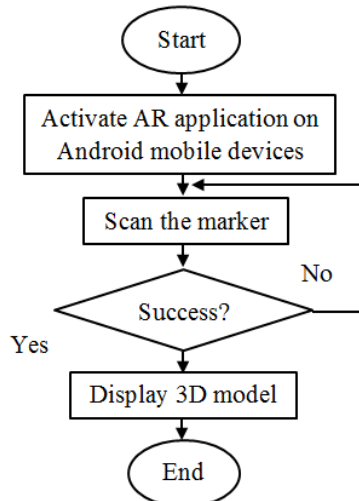 Start
Activate AR application on
Android mobile devices
Scan the marker
No
Success?
Yes
Display 3D model
End